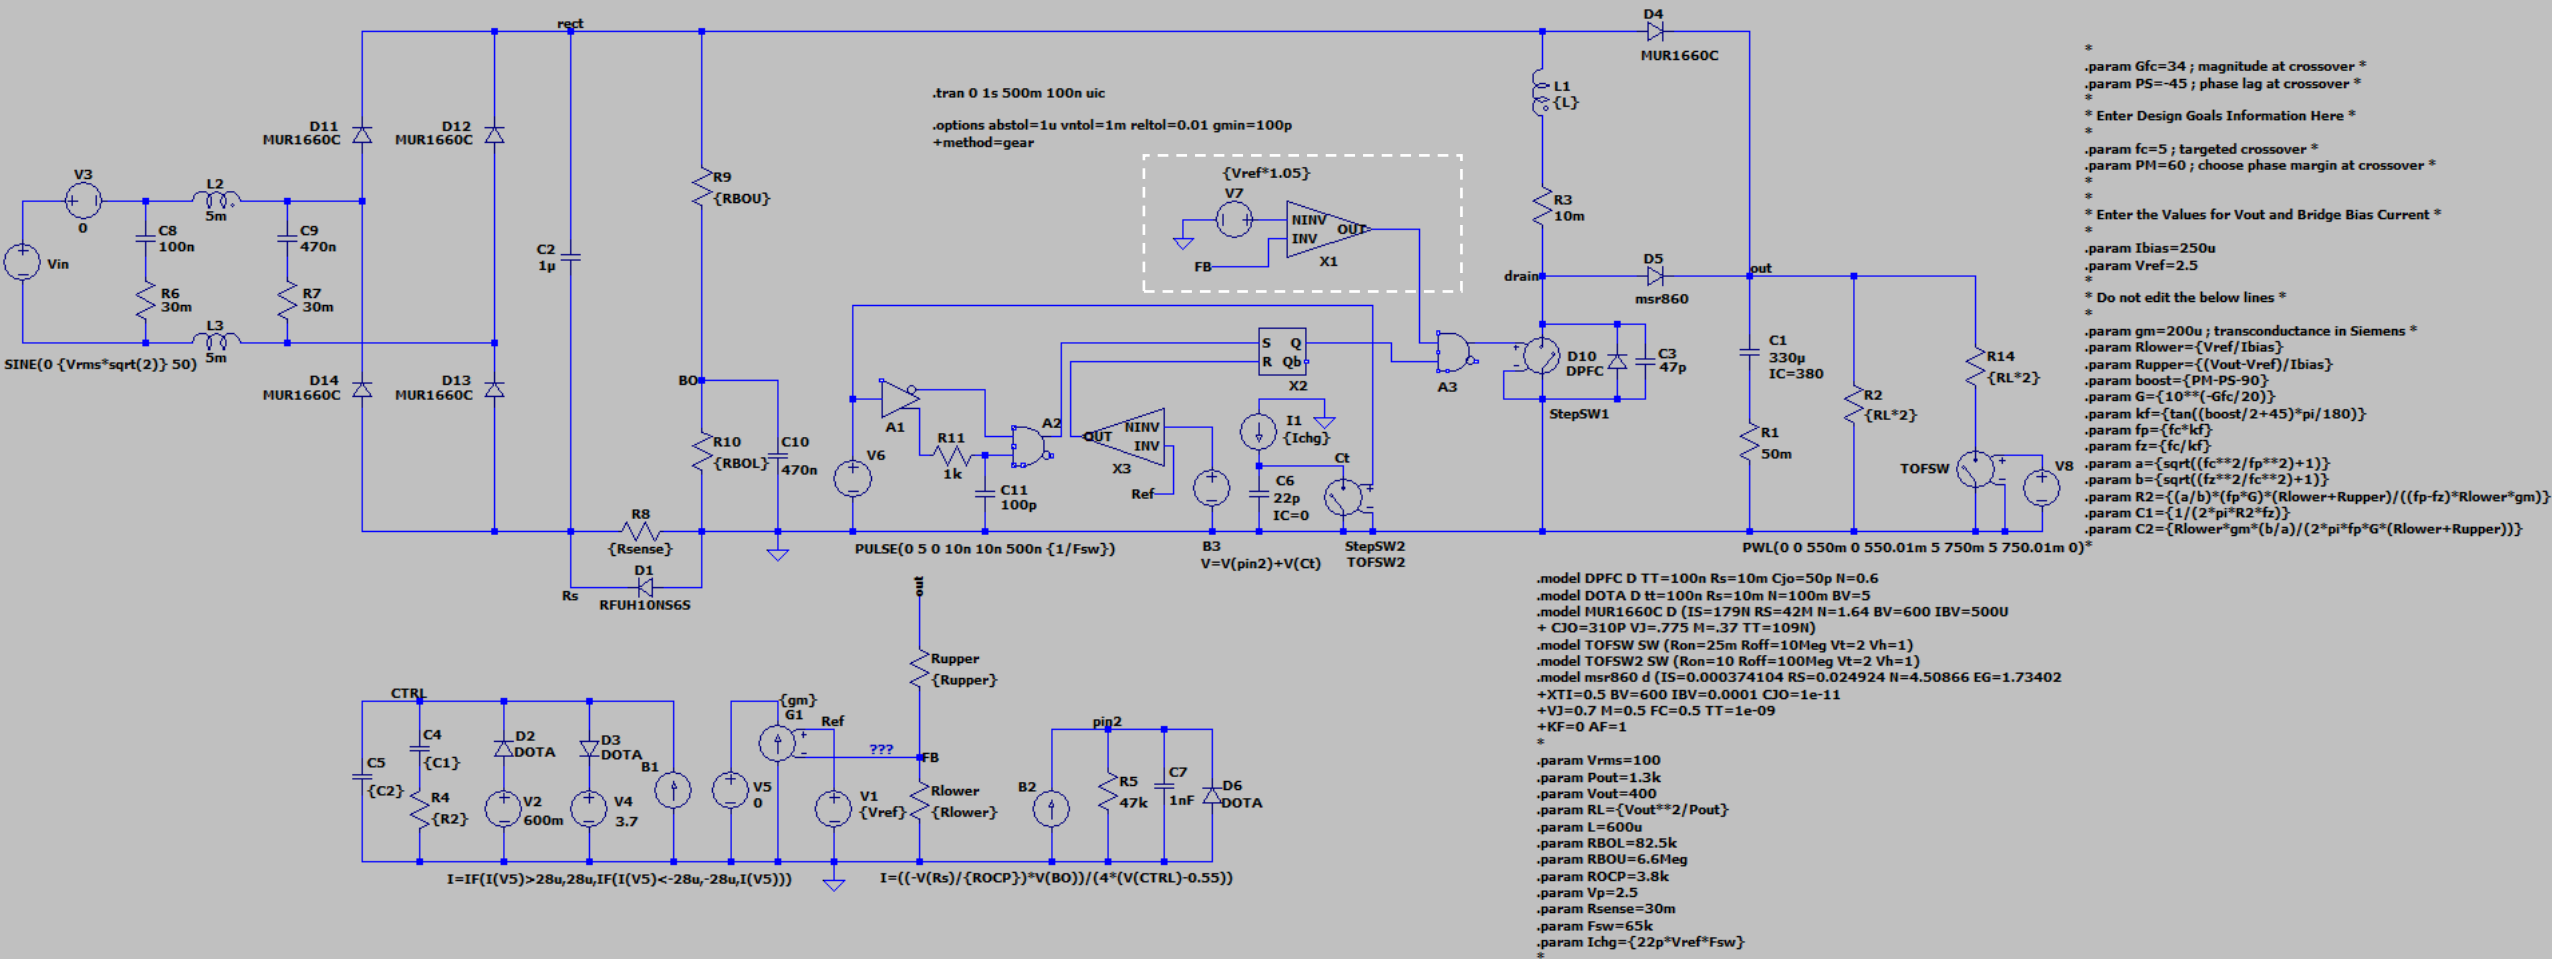 rect
D4
MUR1660C
*
.param Gfc=34 ; magnitude at crossover *
.param PS=-45 ; phase lag at crossover *
*
* Enter Design Goals Information Here *
*
.param fc=5 ; targeted crossover *
.param PM=60 ; choose phase margin at crossover *
*
*
* Enter the Values for Vout and Bridge Bias Current *
*
.param Ibias=250u
.param Vref=2.5
*
* Do not edit the below lines *
*
.param gm=200u ; transconductance in Siemens *
.param Rlower={Vref/Ibias}
.param Rupper={(Vout-Vref)/Ibias}
.param boost={PM-PS-90}
.param G={10**(-Gfc/20)}
.param kf={tan((boost/2+45)*pi/180)}
.param fp={fc*kf}
.param fz={fc/kf}
.param a={sqrt((fc**2/fp**2)+1)}
.param b={sqrt((fz**2/fc**2)+1)}
.param R2={(a/b)*(fp*G)*(Rlower+Rupper)/((fp-fz)*Rlower*gm)}
.param C1={1/(2*pi*R2*fz)}
.param C2={Rlower*gm*(b/a)/(2*pi*fp*G*(Rlower+Rupper))}
*
.tran 0 1s 500m 100n uic
.options abstol=1u vntol=1m reltol=0.01 gmin=100p
+method=gear
L1
{L}
D11
MUR1660C
D12
MUR1660C
V3
0
L2
5m
R9
{RBOU}
{Vref*1.05}
V7
NINV
INV
OUT
X1
FB
R3
10m
C8
100n
C9
470n
C2
1µ
Vin
R6
30m
R7
30m
L3
5m
SINE(0 {Vrms*sqrt(2)} 50)
drain
D5
msr860
out
D14
MUR1660C
D13
MUR1660C
BO
S
R
Q
Qb
X2
A3
D10
DPFC
C3
47p
StepSW1
C1
330µ
IC=380
R14
{RL*2}
R2
{RL*2}
R10
{RBOL}
C10
470n
V6
A1
R11
1k
C11
100p
A2
OUT
NINV
INV
X3
Ref
I1
{Ichg}
Ct
C6
22p
IC=0
R1
50m
TOFSW
V8
R8
{Rsense}
PULSE(0 5 0 10n 10n 500n {1/Fsw})
B3
V=V(pin2)+V(Ct)
StepSW2
TOFSW2
PWL(0 0 550m 0 550.01m 5 750m 5 750.01m 0)
D1
Rs
RFUH10NS6S
out
.model DPFC D TT=100n Rs=10m Cjo=50p N=0.6
.model DOTA D tt=100n Rs=10m N=100m BV=5
.model MUR1660C D (IS=179N RS=42M N=1.64 BV=600 IBV=500U
+ CJO=310P VJ=.775 M=.37 TT=109N)
.model TOFSW SW (Ron=25m Roff=10Meg Vt=2 Vh=1)
.model TOFSW2 SW (Ron=10 Roff=100Meg Vt=2 Vh=1)
.model msr860 d (IS=0.000374104 RS=0.024924 N=4.50866 EG=1.73402
+XTI=0.5 BV=600 IBV=0.0001 CJO=1e-11
+VJ=0.7 M=0.5 FC=0.5 TT=1e-09
+KF=0 AF=1
*
.param Vrms=100
.param Pout=1.3k
.param Vout=400
.param RL={Vout**2/Pout}
.param L=600u
.param RBOL=82.5k
.param RBOU=6.6Meg
.param ROCP=3.8k
.param Vp=2.5
.param Rsense=30m
.param Fsw=65k
.param Ichg={22p*Vref*Fsw}
*
CTRL
C4
{C1}
C5
{C2}
R4
{R2}
D2
DOTA
V2
600m
D3
DOTA
V4
3.7
B1
V5
0
{gm}
G1
Ref
???
FB
Rupper
{Rupper}
V1
{Vref}
Rlower
{Rlower}
pin2
B2
R5
47k
C7
1nF
D6
DOTA
I=IF(I(V5)>28u,28u,IF(I(V5)<-28u,-28u,I(V5)))
I=((-V(Rs)/{ROCP})*V(BO))/(4*(V(CTRL)-0.55))